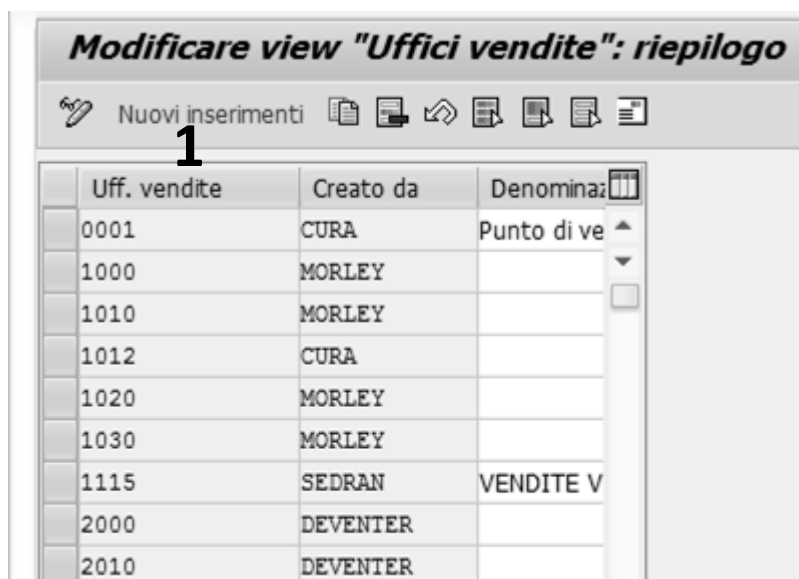 Modificare view "Uffici vendite": riepilogo
Nuovi inserimenti
1
Uff. vendite Creato da Denominaz
0001 CURA Punto di ve
1000 MORLEY
1010 MORLEY
1012 CURA
1020 MORLEY
1030 MORLEY
1115 SEDRAN VENDITE V
2000 DEVENTER
2010 DEVENTER